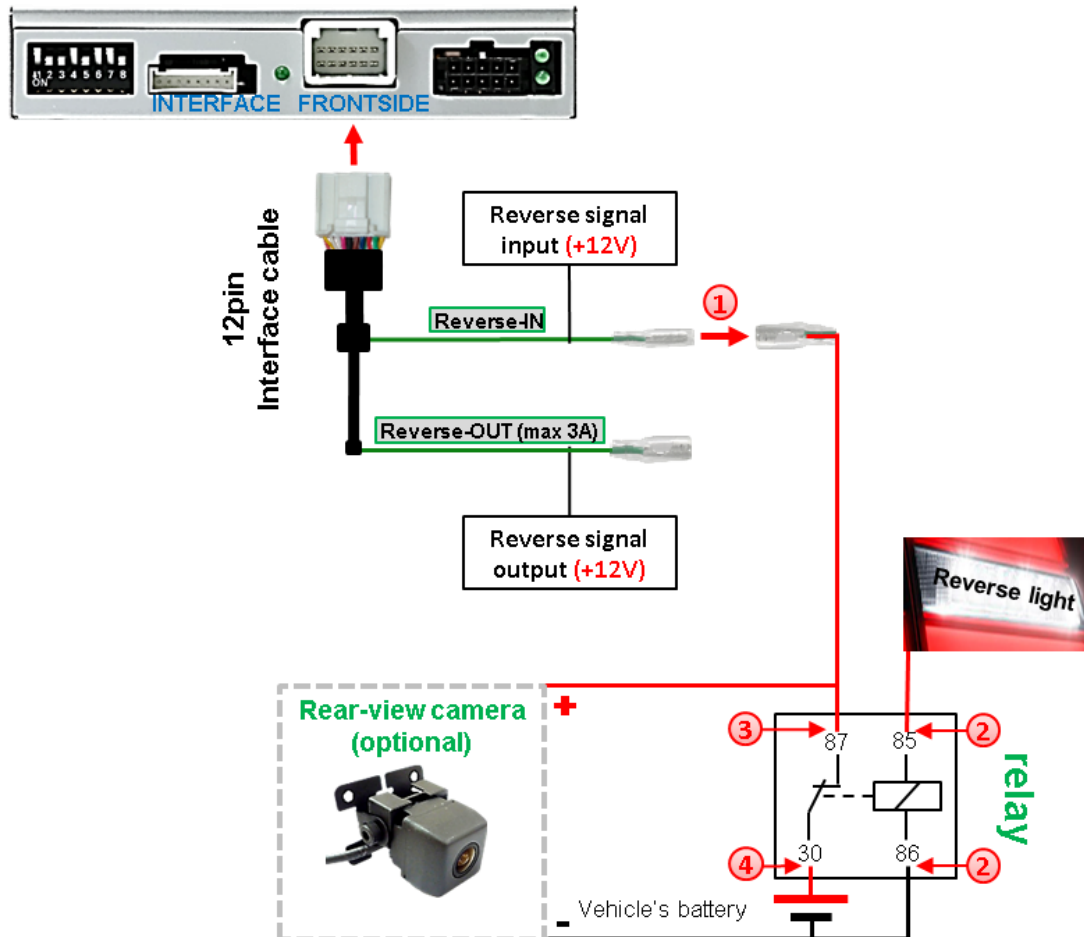 1 2 3 4 5 6 7 8
ON
INTERFACE FRONTSIDE
12pin
Interface cable
Reverse signal
input (+12V)
Reverse-IN
1
Reverse-OUT (max 3A)
Reverse signal
output (+12V)
Reverse light
Rear-view camera
(optional)
+
3
87
85
2
relay
4
30
86
2
- Vehicle's battery